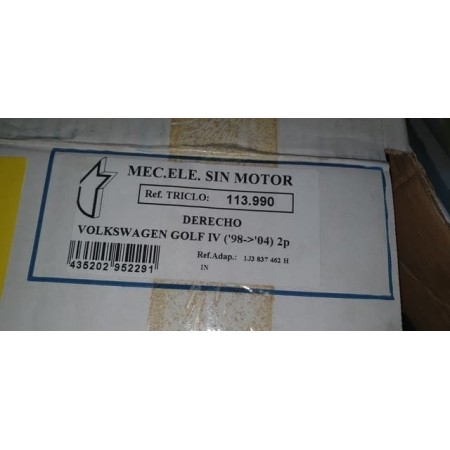 MEC.ELE. SIN MOTOR
Ref. TRICLO: 113.990
DERECHO
VOLKSWAGEN GOLF IV ('98->'04) 2p
Ref.Adap.: 1J3 837 462 H
IN
435202 952291